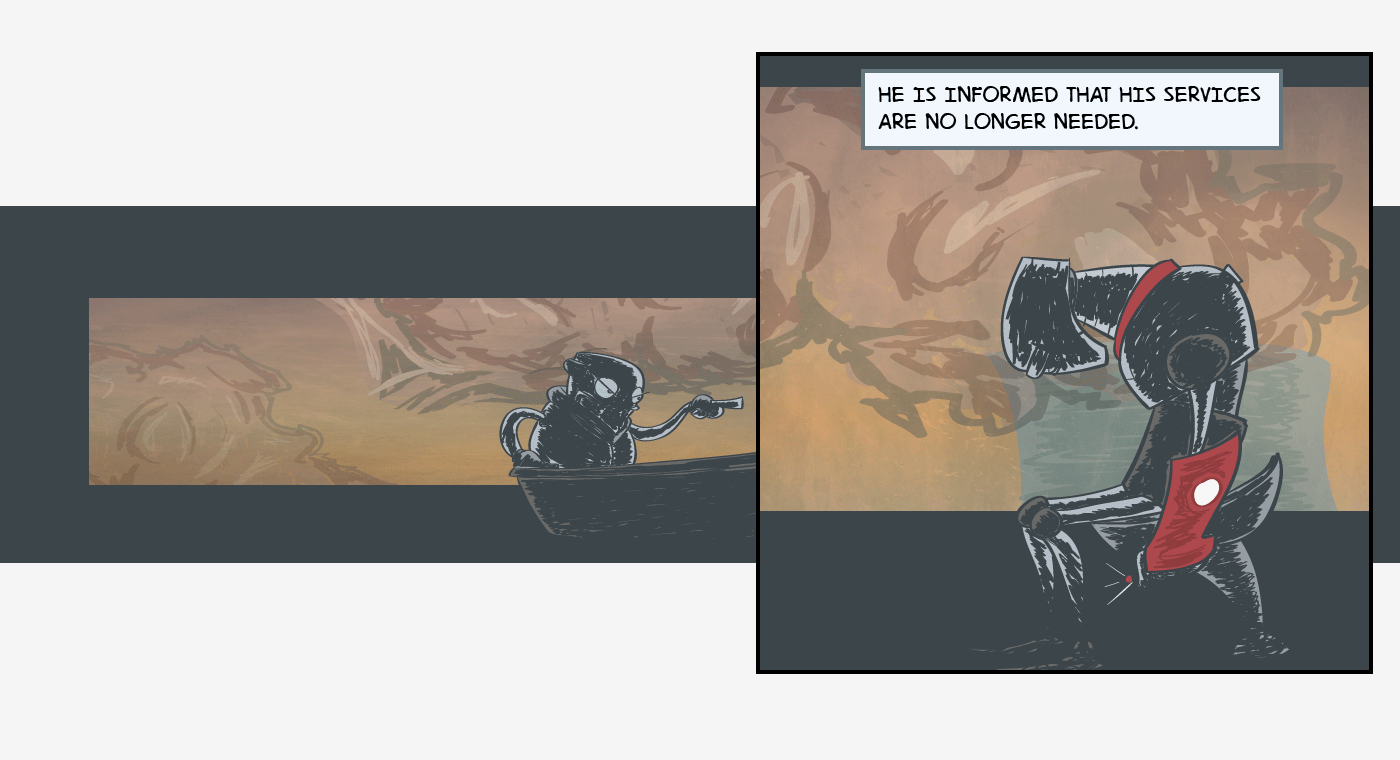 HE IS INFORMED THAT HIS SERVICES
ARE NO LONGER NEEDED.